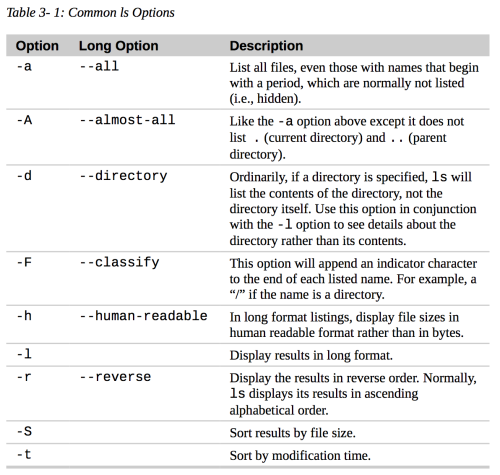 Table 3- 1: Common ls Options
Option Long Option Description
-a --all List all files, even those with names that begin
with a period, which are normally not listed
(i.e., hidden).
-A --almost-all Like the -a option above except it does not
list . (current directory) and .. (parent
directory).
-d --directory Ordinarily, if a directory is specified, ls will
list the contents of the directory, not the
directory itself. Use this option in conjunction
with the -l option to see details about the
directory rather than its contents.
-F --classify This option will append an indicator character
to the end of each listed name. For example, a
“/” if the name is a directory.
-h --human-readable In long format listings, display file sizes in
human readable format rather than in bytes.
-l Display results in long format.
-r --reverse Display the results in reverse order. Normally,
ls displays its results in ascending
alphabetical order.
-S Sort results by file size.
-t Sort by modification time.